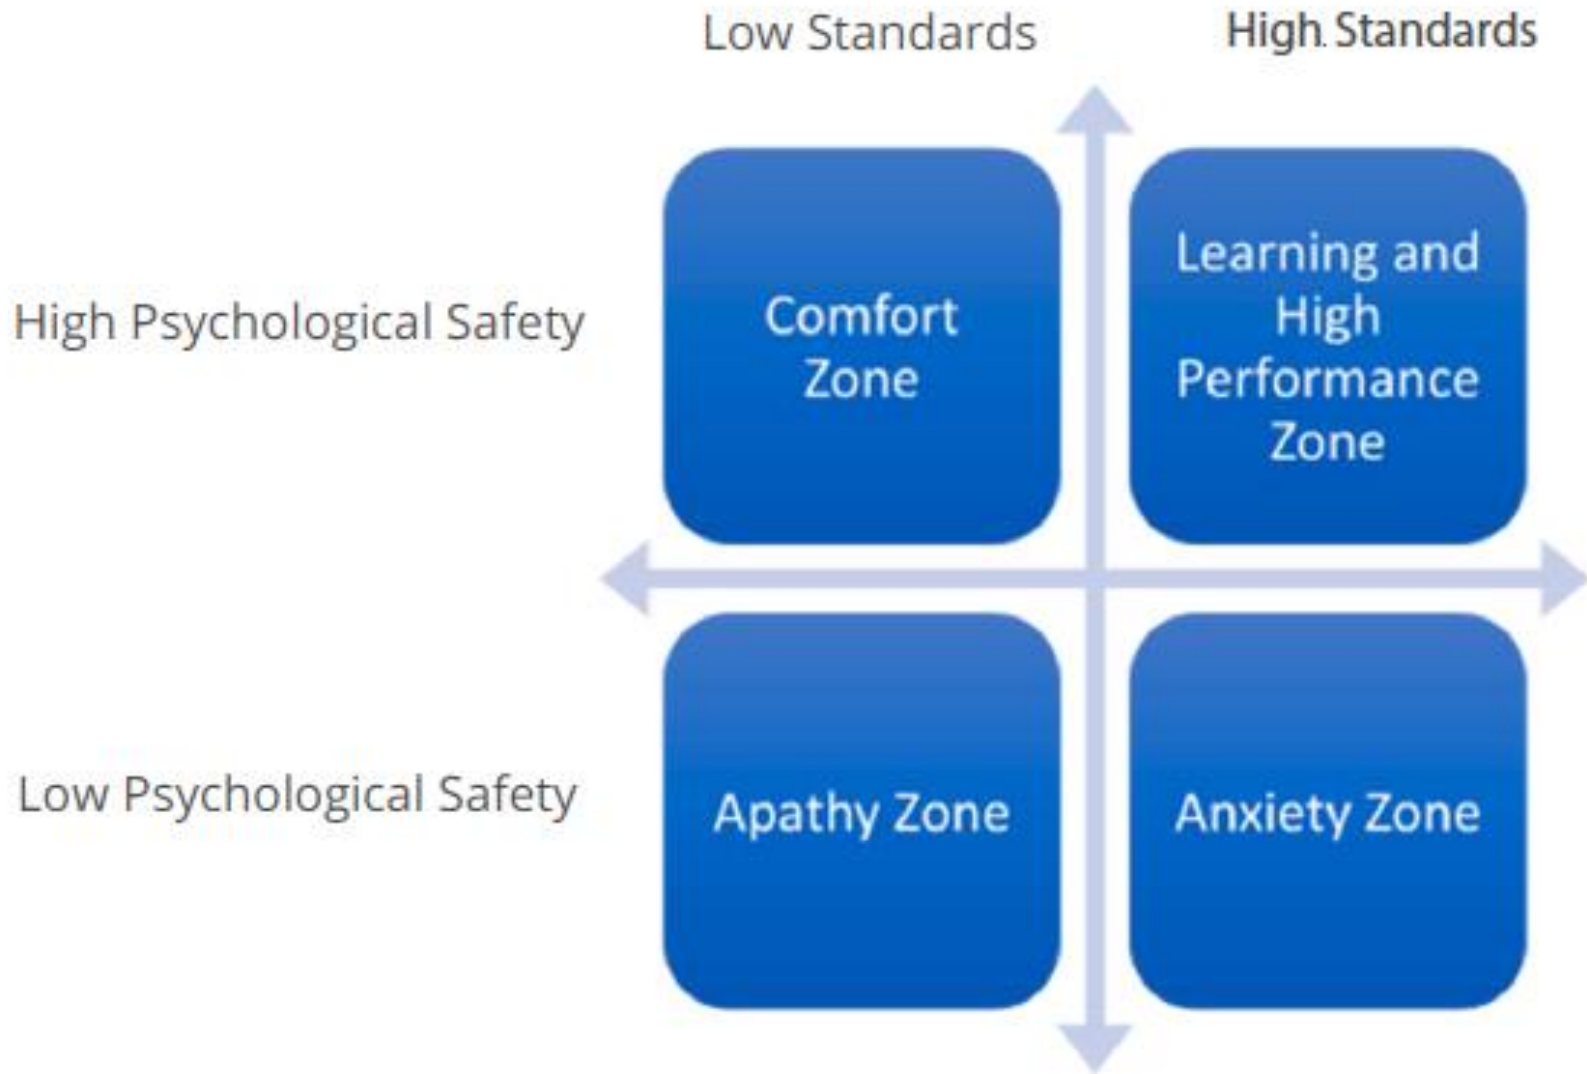 Low Standards
High Standards
High Psychological Safety
Comfort
Zone
Learning and
High
Performance
Zone
Low Psychological Safety
Apathy Zone
Anxiety Zone